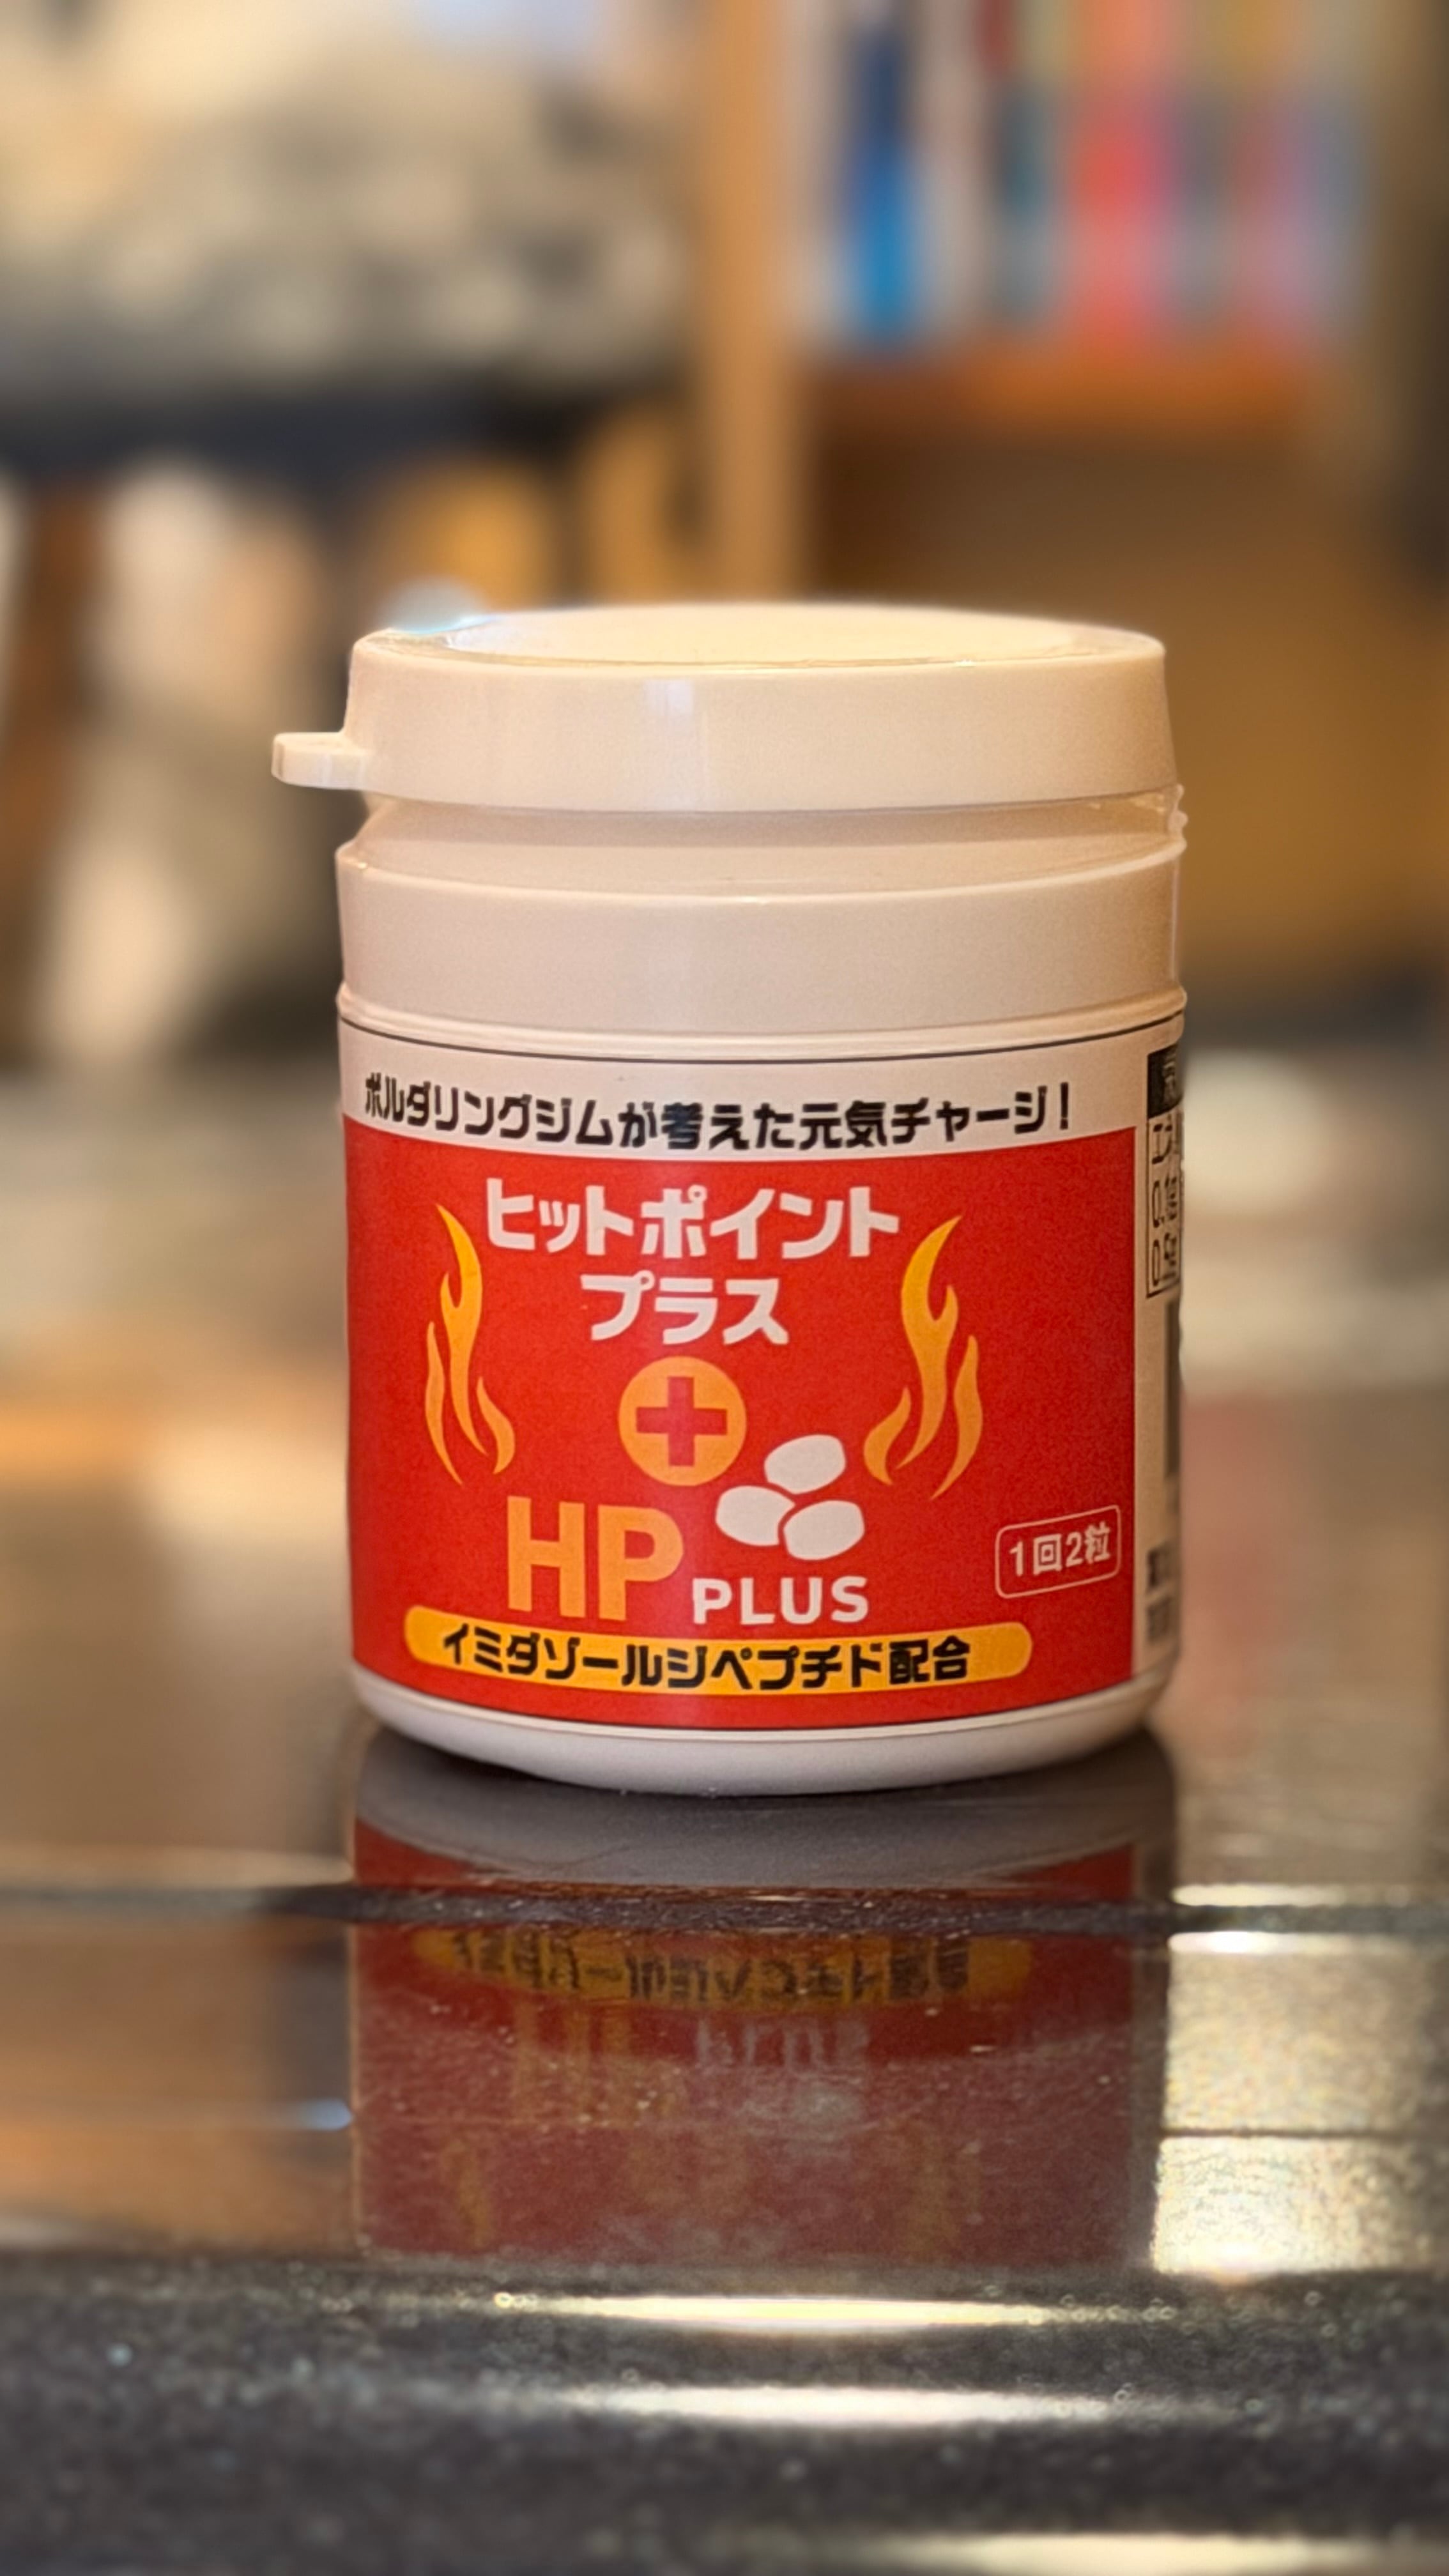 ボルダリングジムが考えた元気チャージ!
ヒットポイント
プラス
HP PLUS
1回2粒
イミダゾールジペプチド配合